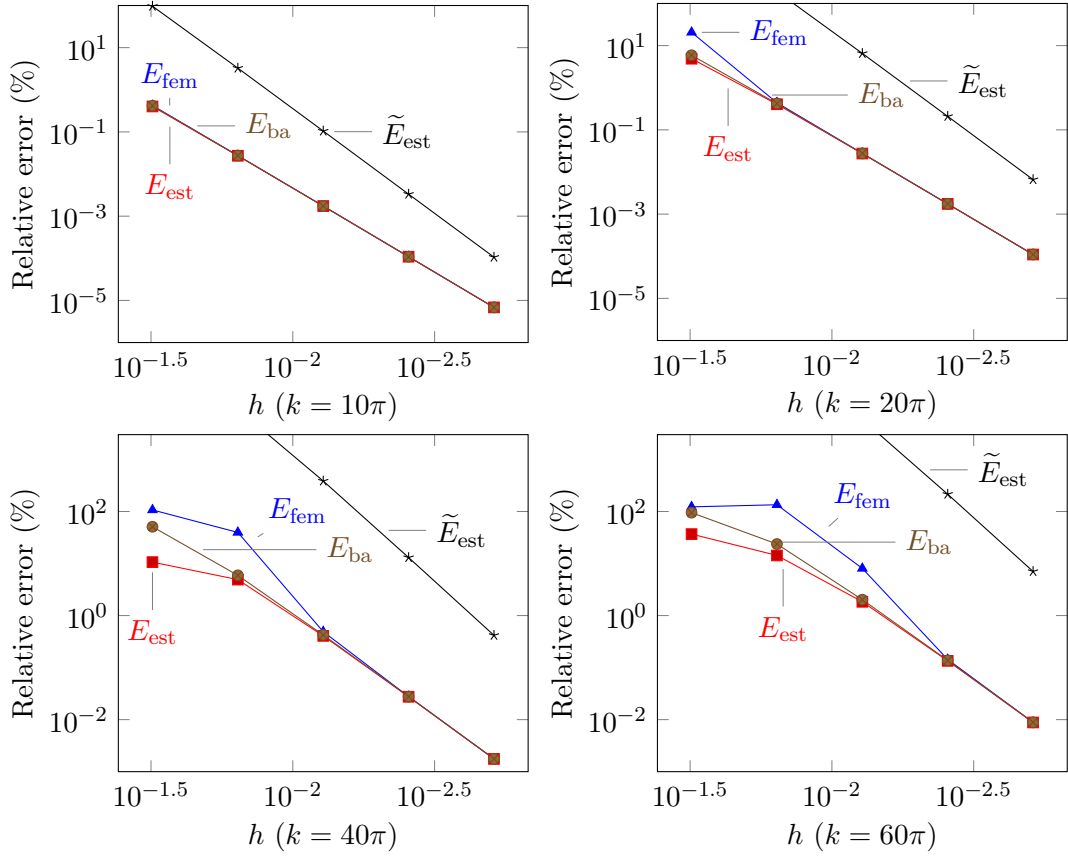 Relative error (%)
10^1
10^−1
10^−3
10^−5
E_fem
E_ba
Ẽ_est
E_est
10^−1.5 10^−2 10^−2.5
h (k = 10π)
Relative error (%)
10^1
10^−1
10^−3
10^−5
E_fem
Ẽ_est
E_ba
E_est
10^−1.5 10^−2 10^−2.5
h (k = 20π)
Relative error (%)
10^2
10^0
10^−2
E_fem
Ẽ_est
E_ba
E_est
10^−1.5 10^−2 10^−2.5
h (k = 40π)
Relative error (%)
10^2
10^0
10^−2
Ẽ_est
E_fem
E_ba
E_est
10^−1.5 10^−2 10^−2.5
h (k = 60π)